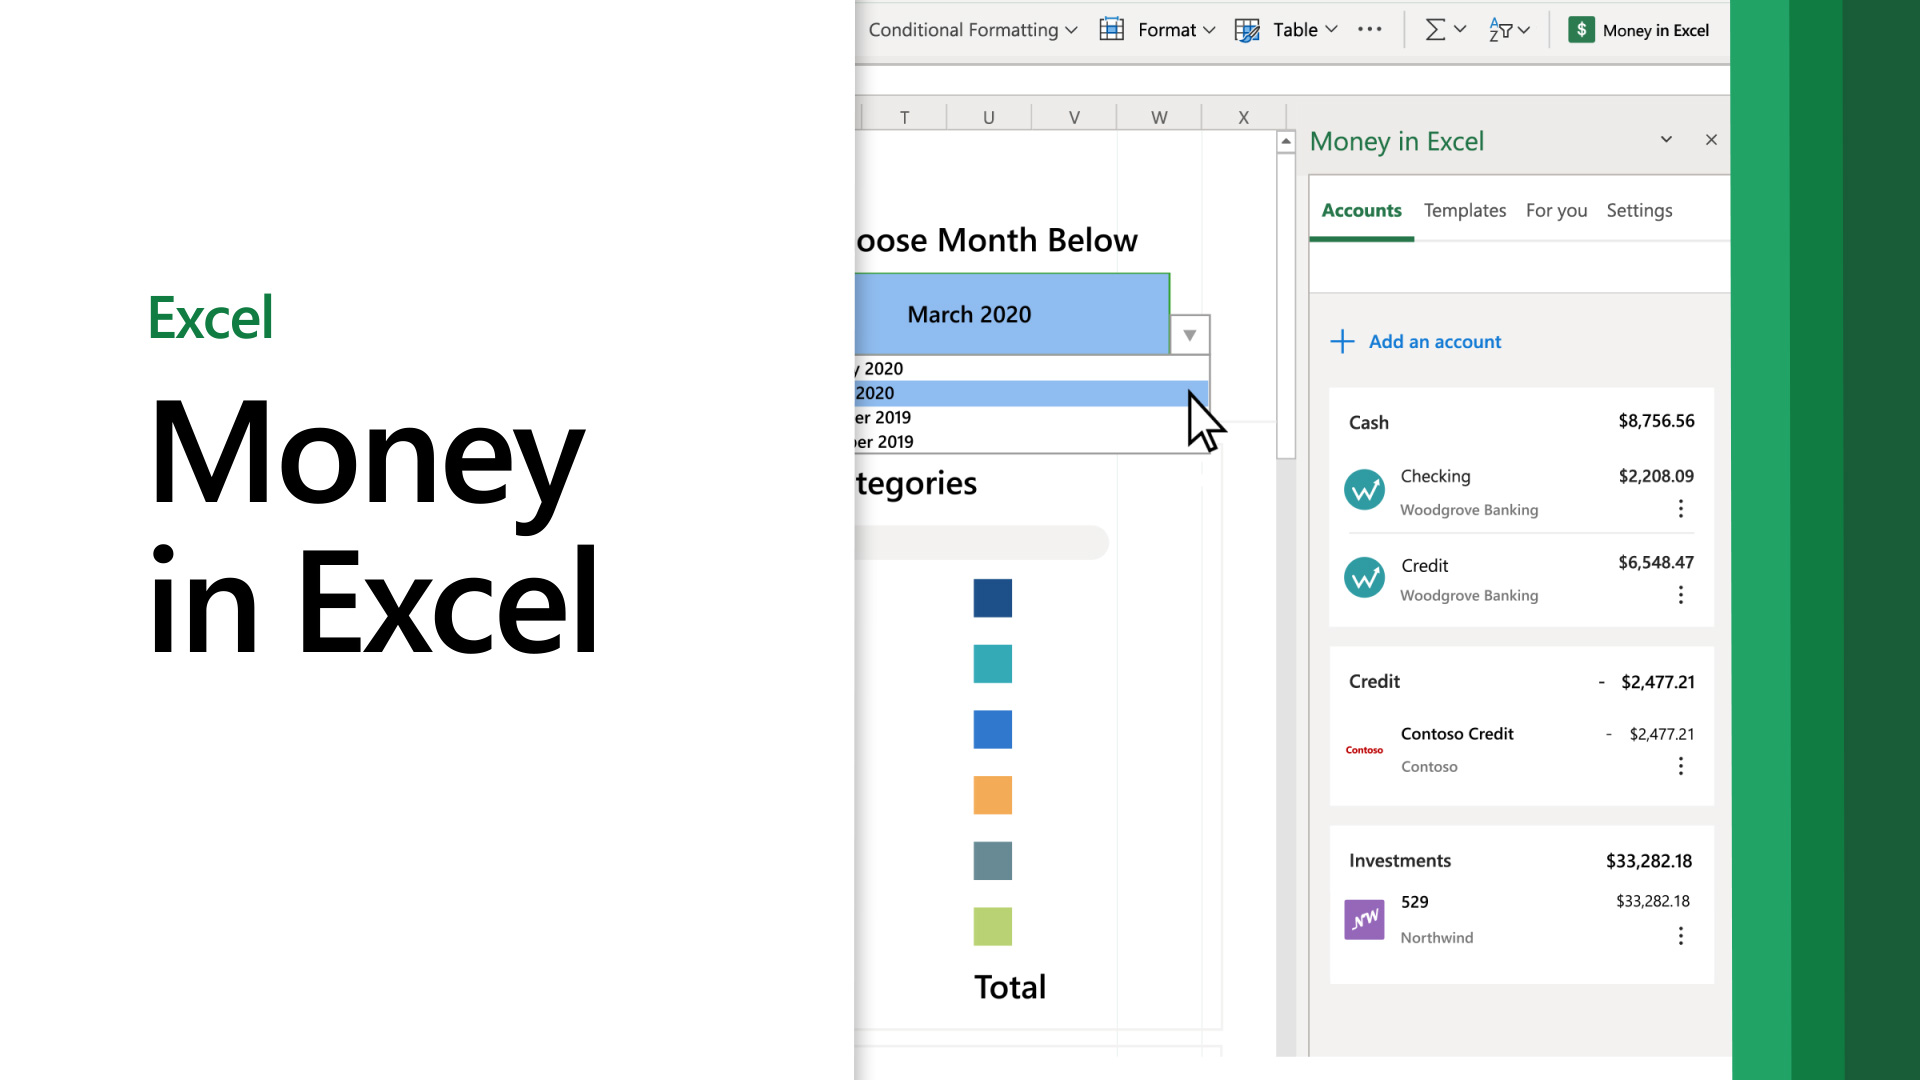 Excel
Money
in Excel
Conditional Formatting
Format
Table
Money in Excel
T U V W X
Money in Excel
Accounts Templates For you Settings
oose Month Below
March 2020
y 2020
2020
er 2019
ber 2019
tegories
Total
Add an account
Cash $8,756.56
Checking $2,208.09
Woodgrove Banking
Credit $6,548.47
Woodgrove Banking
Credit - $2,477.21
Contoso
Contoso Credit - $2,477.21
Contoso
Investments $33,282.18
529 $33,282.18
NW
Northwind